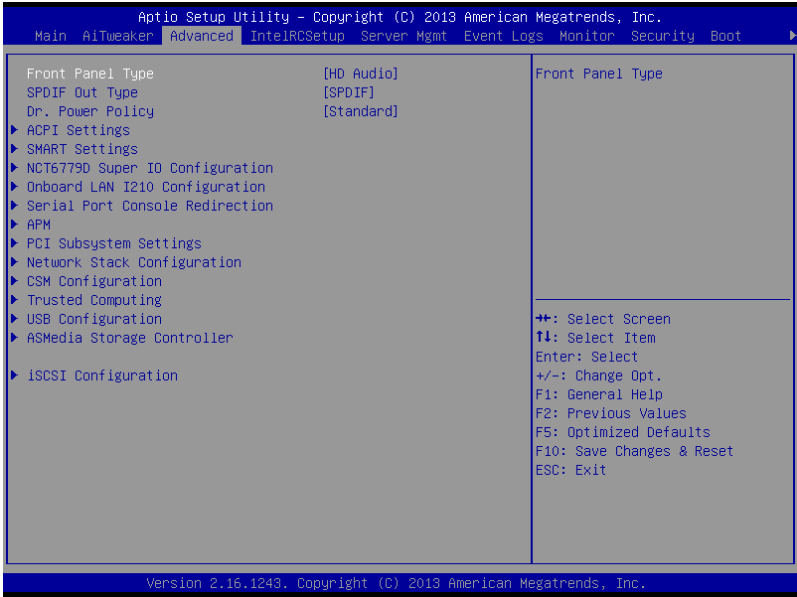 Aptio Setup Utility – Copyright (C) 2013 American Megatrends, Inc.
Main AiTweaker Advanced IntelRCSetup Server Mgmt Event Logs Monitor Security Boot
Front Panel Type [HD Audio]
SPDIF Out Type [SPDIF]
Dr. Power Policy [Standard]
ACPI Settings
SMART Settings
NCT6779D Super IO Configuration
Onboard LAN I210 Configuration
Serial Port Console Redirection
APM
PCI Subsystem Settings
Network Stack Configuration
CSM Configuration
Trusted Computing
USB Configuration
ASMedia Storage Controller
iSCSI Configuration
Front Panel Type
→←: Select Screen
↑↓: Select Item
Enter: Select
+/-: Change Opt.
F1: General Help
F2: Previous Values
F5: Optimized Defaults
F10: Save Changes & Reset
ESC: Exit
Version 2.16.1243. Copyright (C) 2013 American Megatrends, Inc.